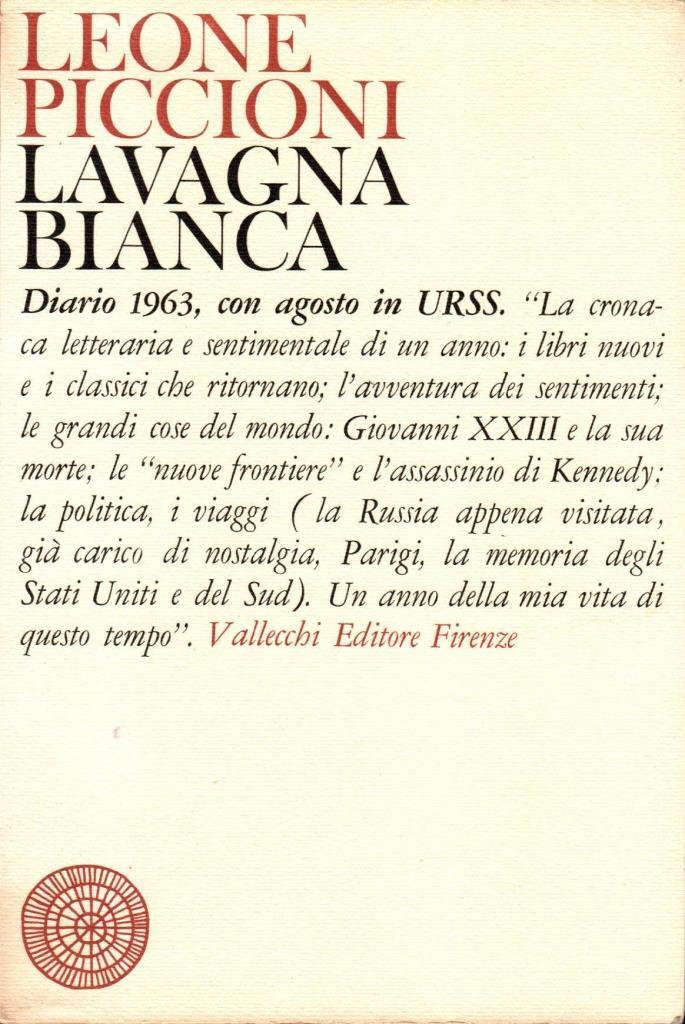 LEONE
PICCIONI
LAVAGNA
BIANCA
Diario 1963, con agosto in URSS. “La crona-
ca letteraria e sentimentale di un anno: i libri nuovi
e i classici che ritornano; l’avventura dei sentimenti;
le grandi cose del mondo: Giovanni XXIII e la sua
morte; le “nuove frontiere” e l’assassinio di Kennedy;
la politica, i viaggi ( la Russia appena visitata,
già carico di nostalgia, Parigi, la memoria degli
Stati Uniti e del Sud). Un anno della mia vita di
questo tempo”. Vallecchi Editore Firenze